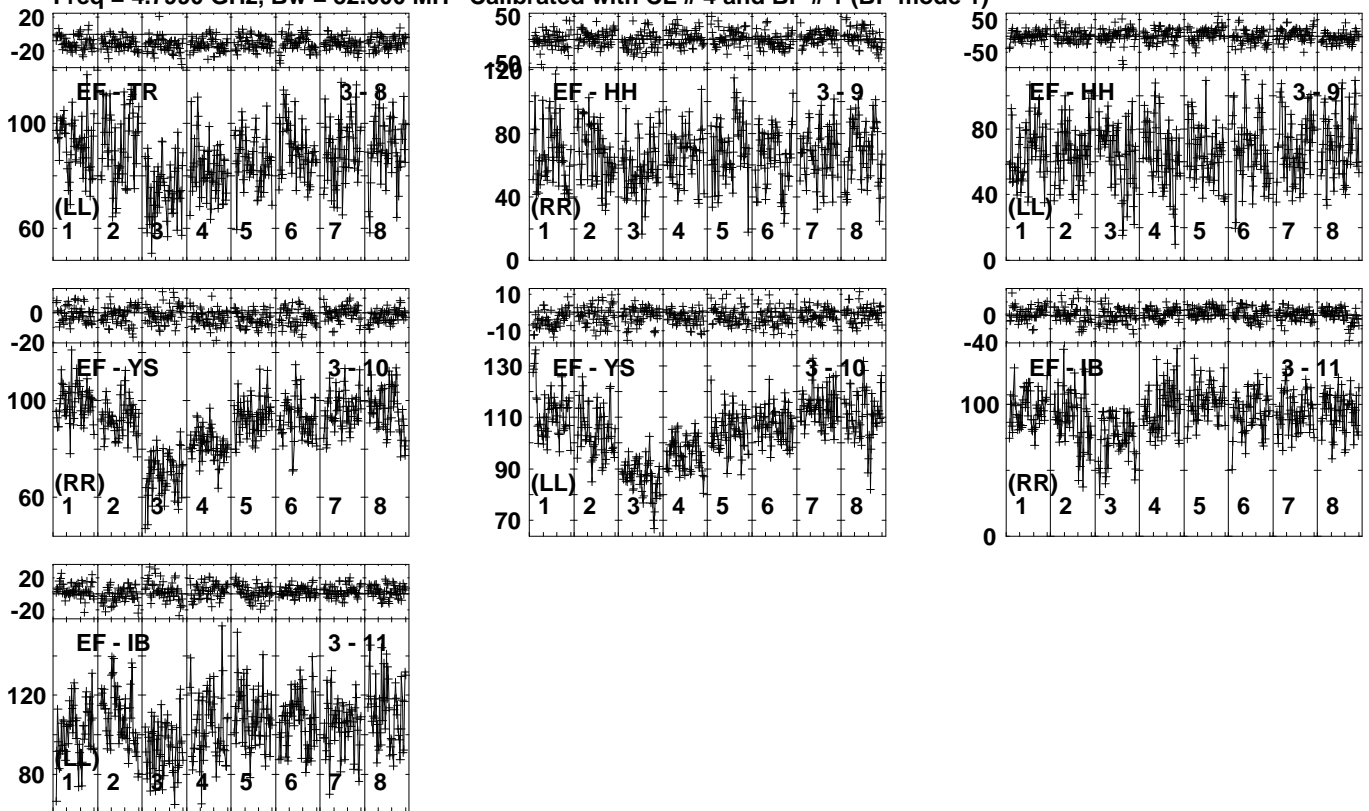 Freq = GHz, Bw = 32.000 MH Calibrated with CL # 4 and BP # 1 (BP mode 1)
20
-20
EF - TR 3 - 8
100
(LL)
60
1 2 3 4 5 6 7 8
50
-50
120
EF - HH 3 - 9
80
40
(RR)
1 2 3 4 5 6 7 8
0
50
-50
EF - HH 3 - 9
80
40
(LL)
1 2 3 4 5 6 7 8
0
0
-20
EF - YS 3 - 10
100
(RR)
60
1 2 3 4 5 6 7 8
10
-10
EF - YS 3 - 10
130
110
90
(LL)
70
1 2 3 4 5 6 7 8
0
-40
EF - IB 3 - 11
100
(RR)
1 2 3 4 5 6 7 8
0
20
-20
EF - IB 3 - 11
120
(LL)
80
1 2 3 4 5 6 7 8